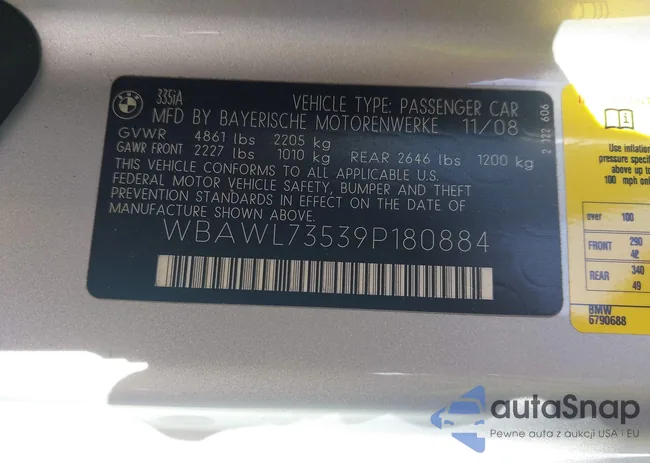 BMW
335iA
VEHICLE TYPE: PASSENGER CAR
MFD BY BAYERISCHE MOTORENWERKE 11/08
GVWR 4861 lbs 2205 kg
GAWR FRONT 2227 lbs 1010 kg REAR 2646 lbs 1200 kg
THIS VEHICLE CONFORMS TO ALL APPLICABLE U.S.
FEDERAL MOTOR VEHICLE SAFETY, BUMPER AND THEFT
PREVENTION STANDARDS IN EFFECT ON THE DATE OF
MANUFACTURE SHOWN ABOVE.
WBAWL73539P180884
Use inflation
pressure specif
above up to
100 mph only
over 100
FRONT 290
42
REAR 340
49
BMW
6790688
autaSnap
Pewne auta z aukcji USA i EU